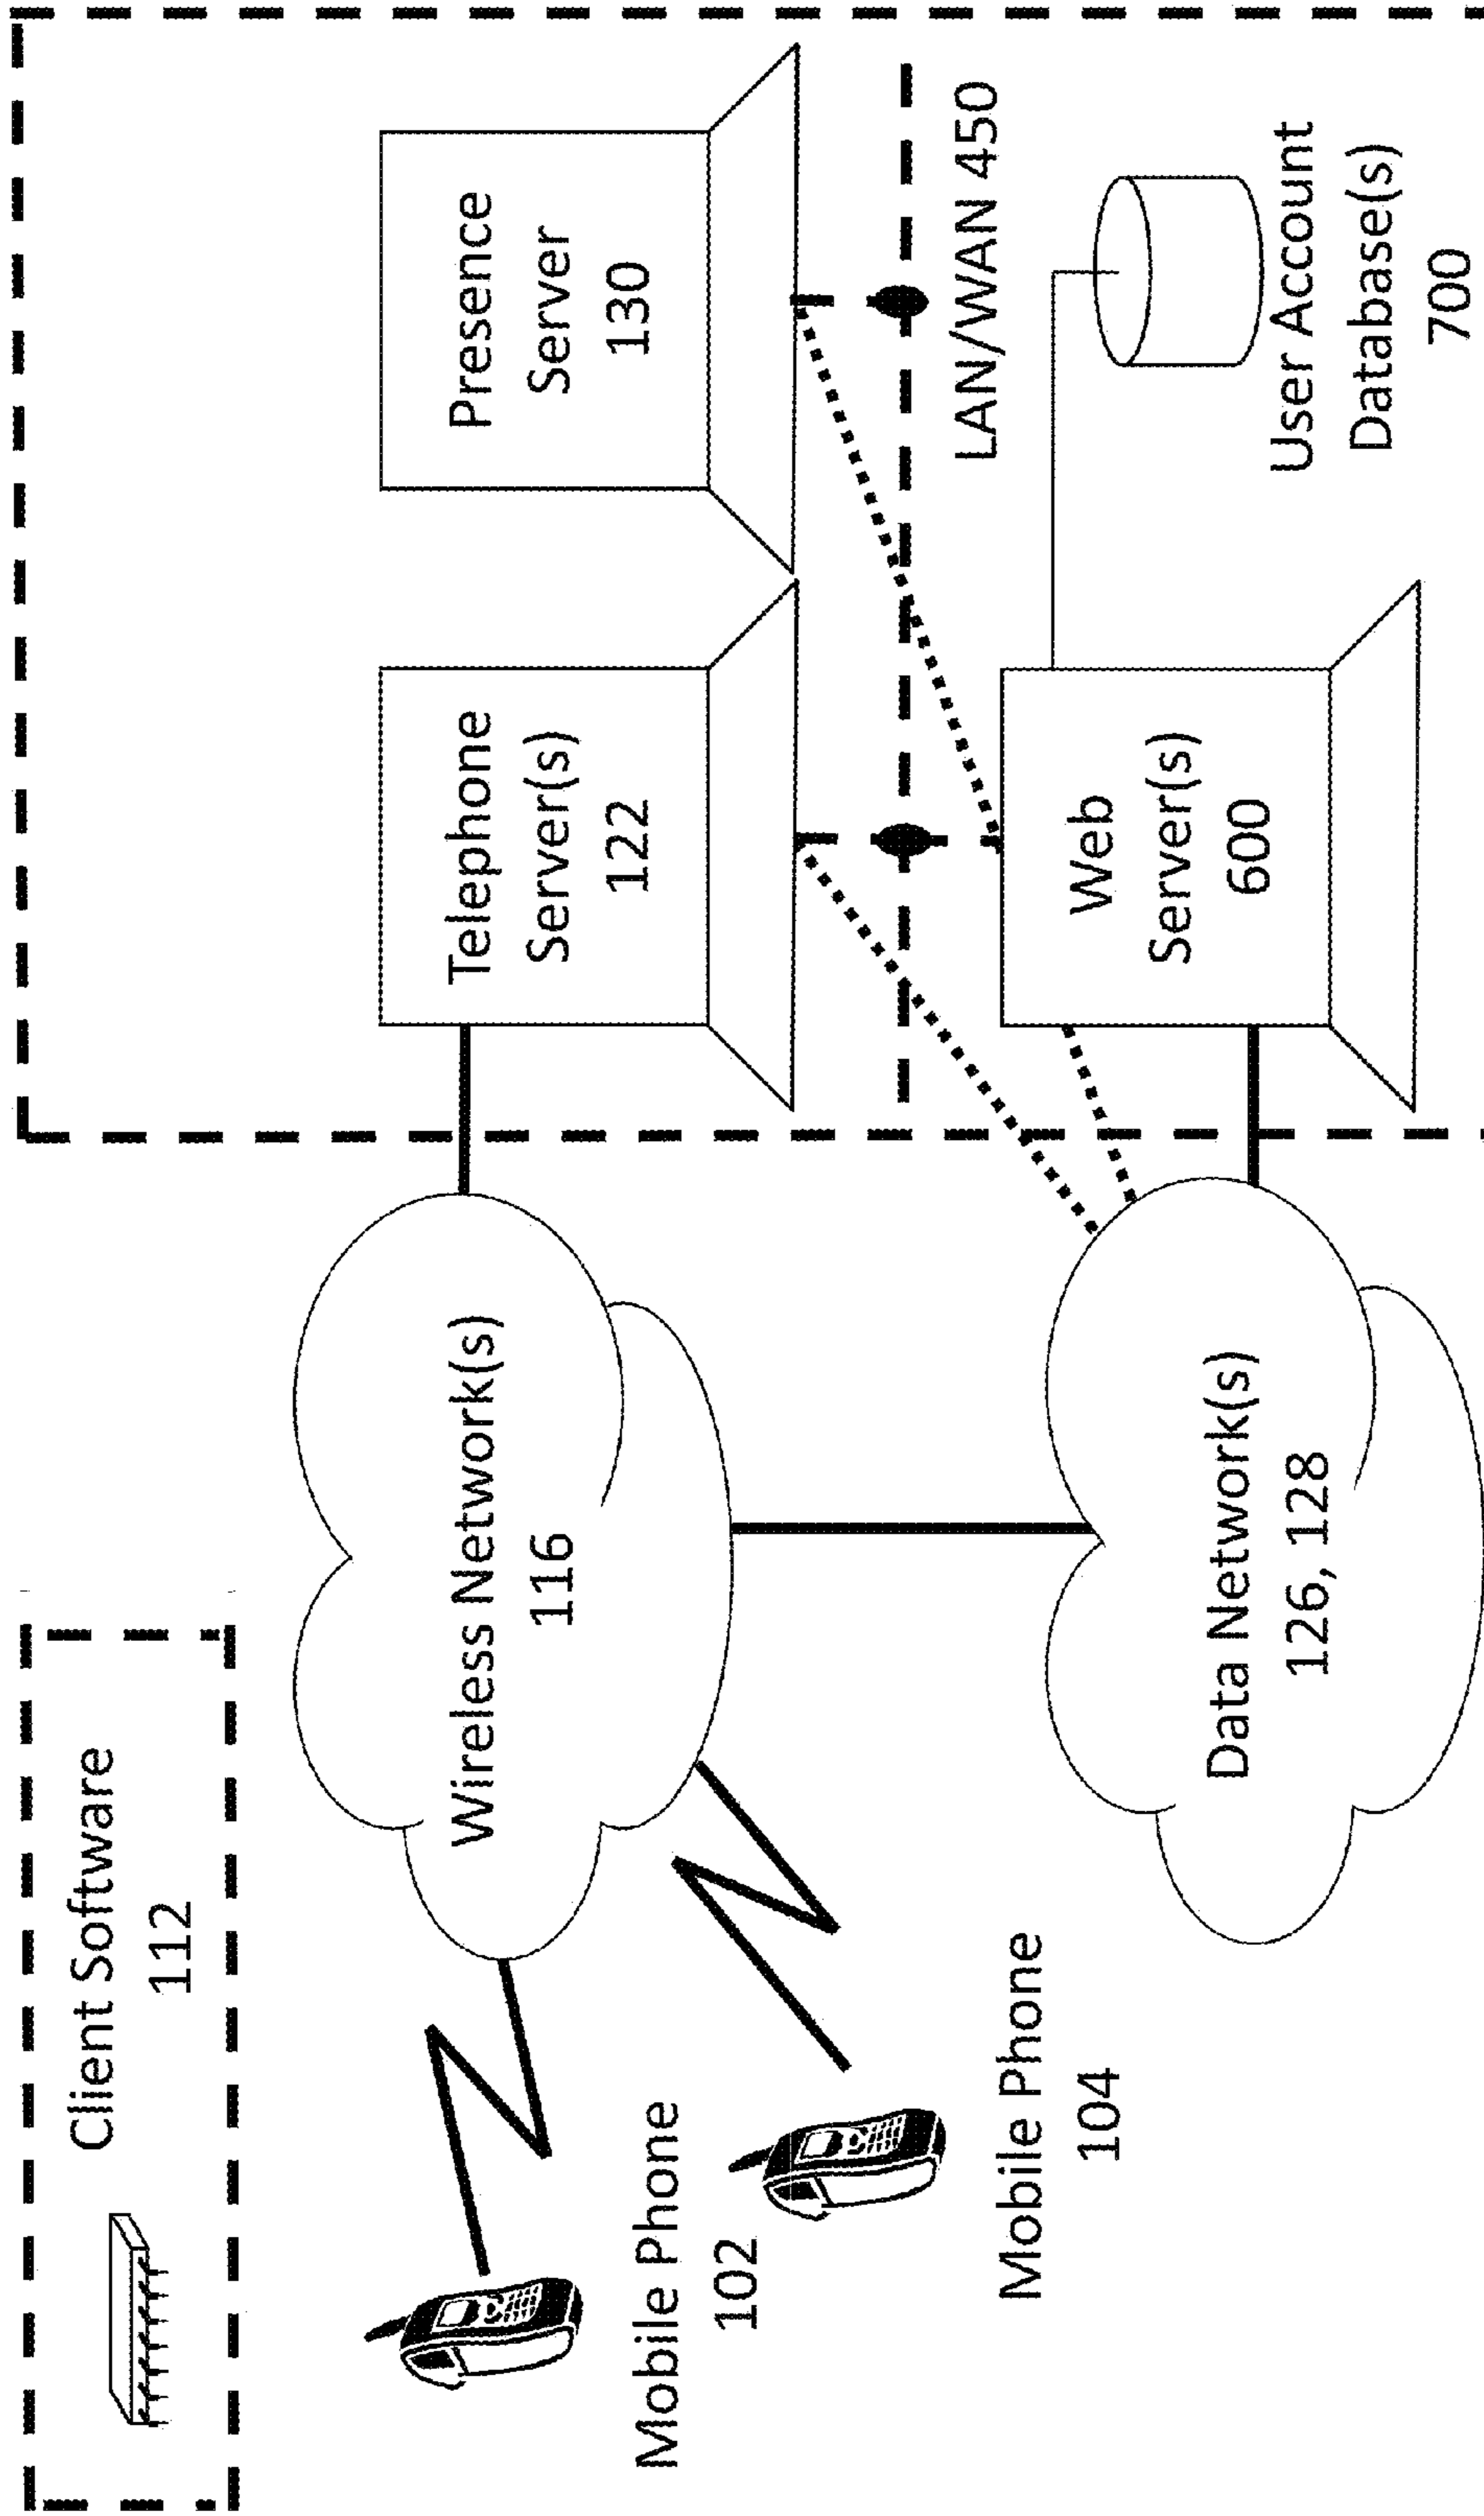 Client Software
112
Wireless Network(s)
116
Telephone
Server(s)
122
Presence
Server
130
LAN/WAN 450
Mobile Phone
102
Mobile Phone
104
Data Network(s)
126, 128
Web
Server(s)
600
User Account
Database(s)
700